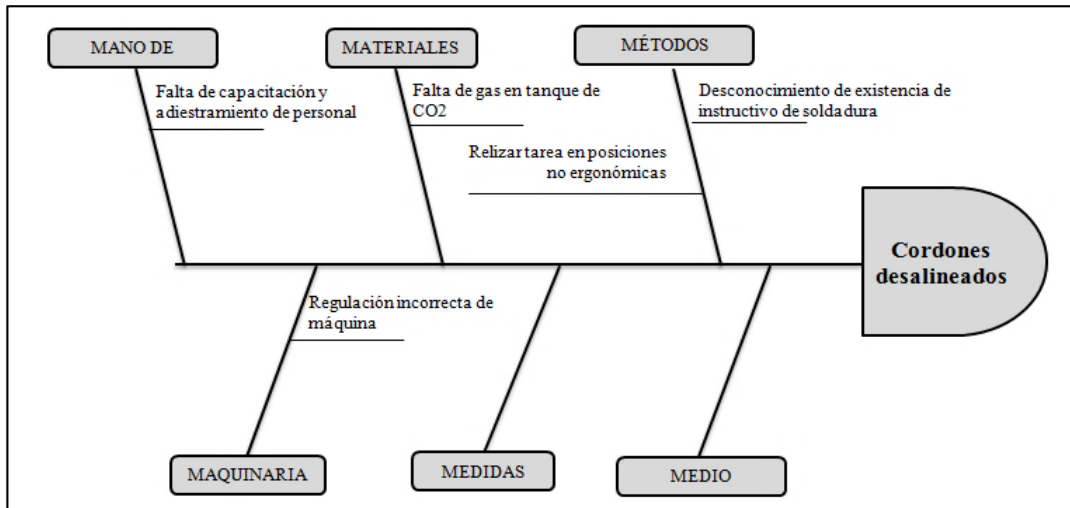 MANO DE
MATERIALES
MÉTODOS
Falta de capacitación y
adiestramiento de personal
Falta de gas en tanque de
CO2
Desconocimiento de existencia de
instructivo de soldadura
Relizar tarea en posiciones
no ergonómicas
Cordones
desalineados
Regulación incorrecta de
máquina
MAQUINARIA
MEDIDAS
MEDIO